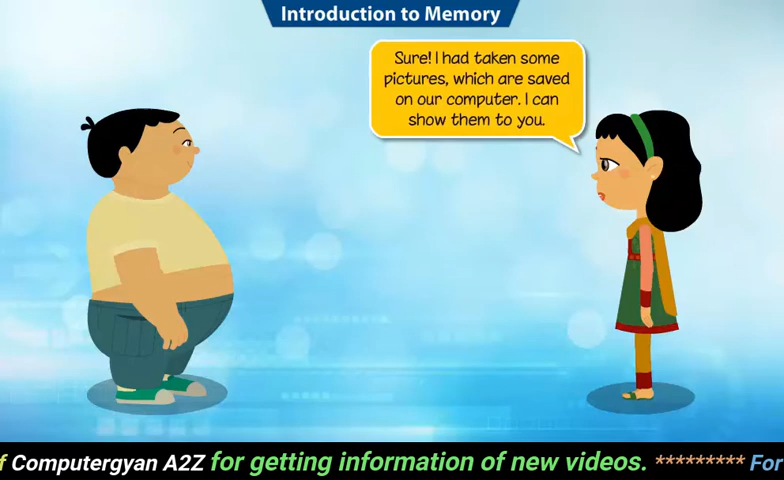 Introduction to Memory
Sure! I had taken some
pictures, which are saved
on our computer. I can
show them to you.
f Computergyan A2Z for getting information of new videos. ********* For